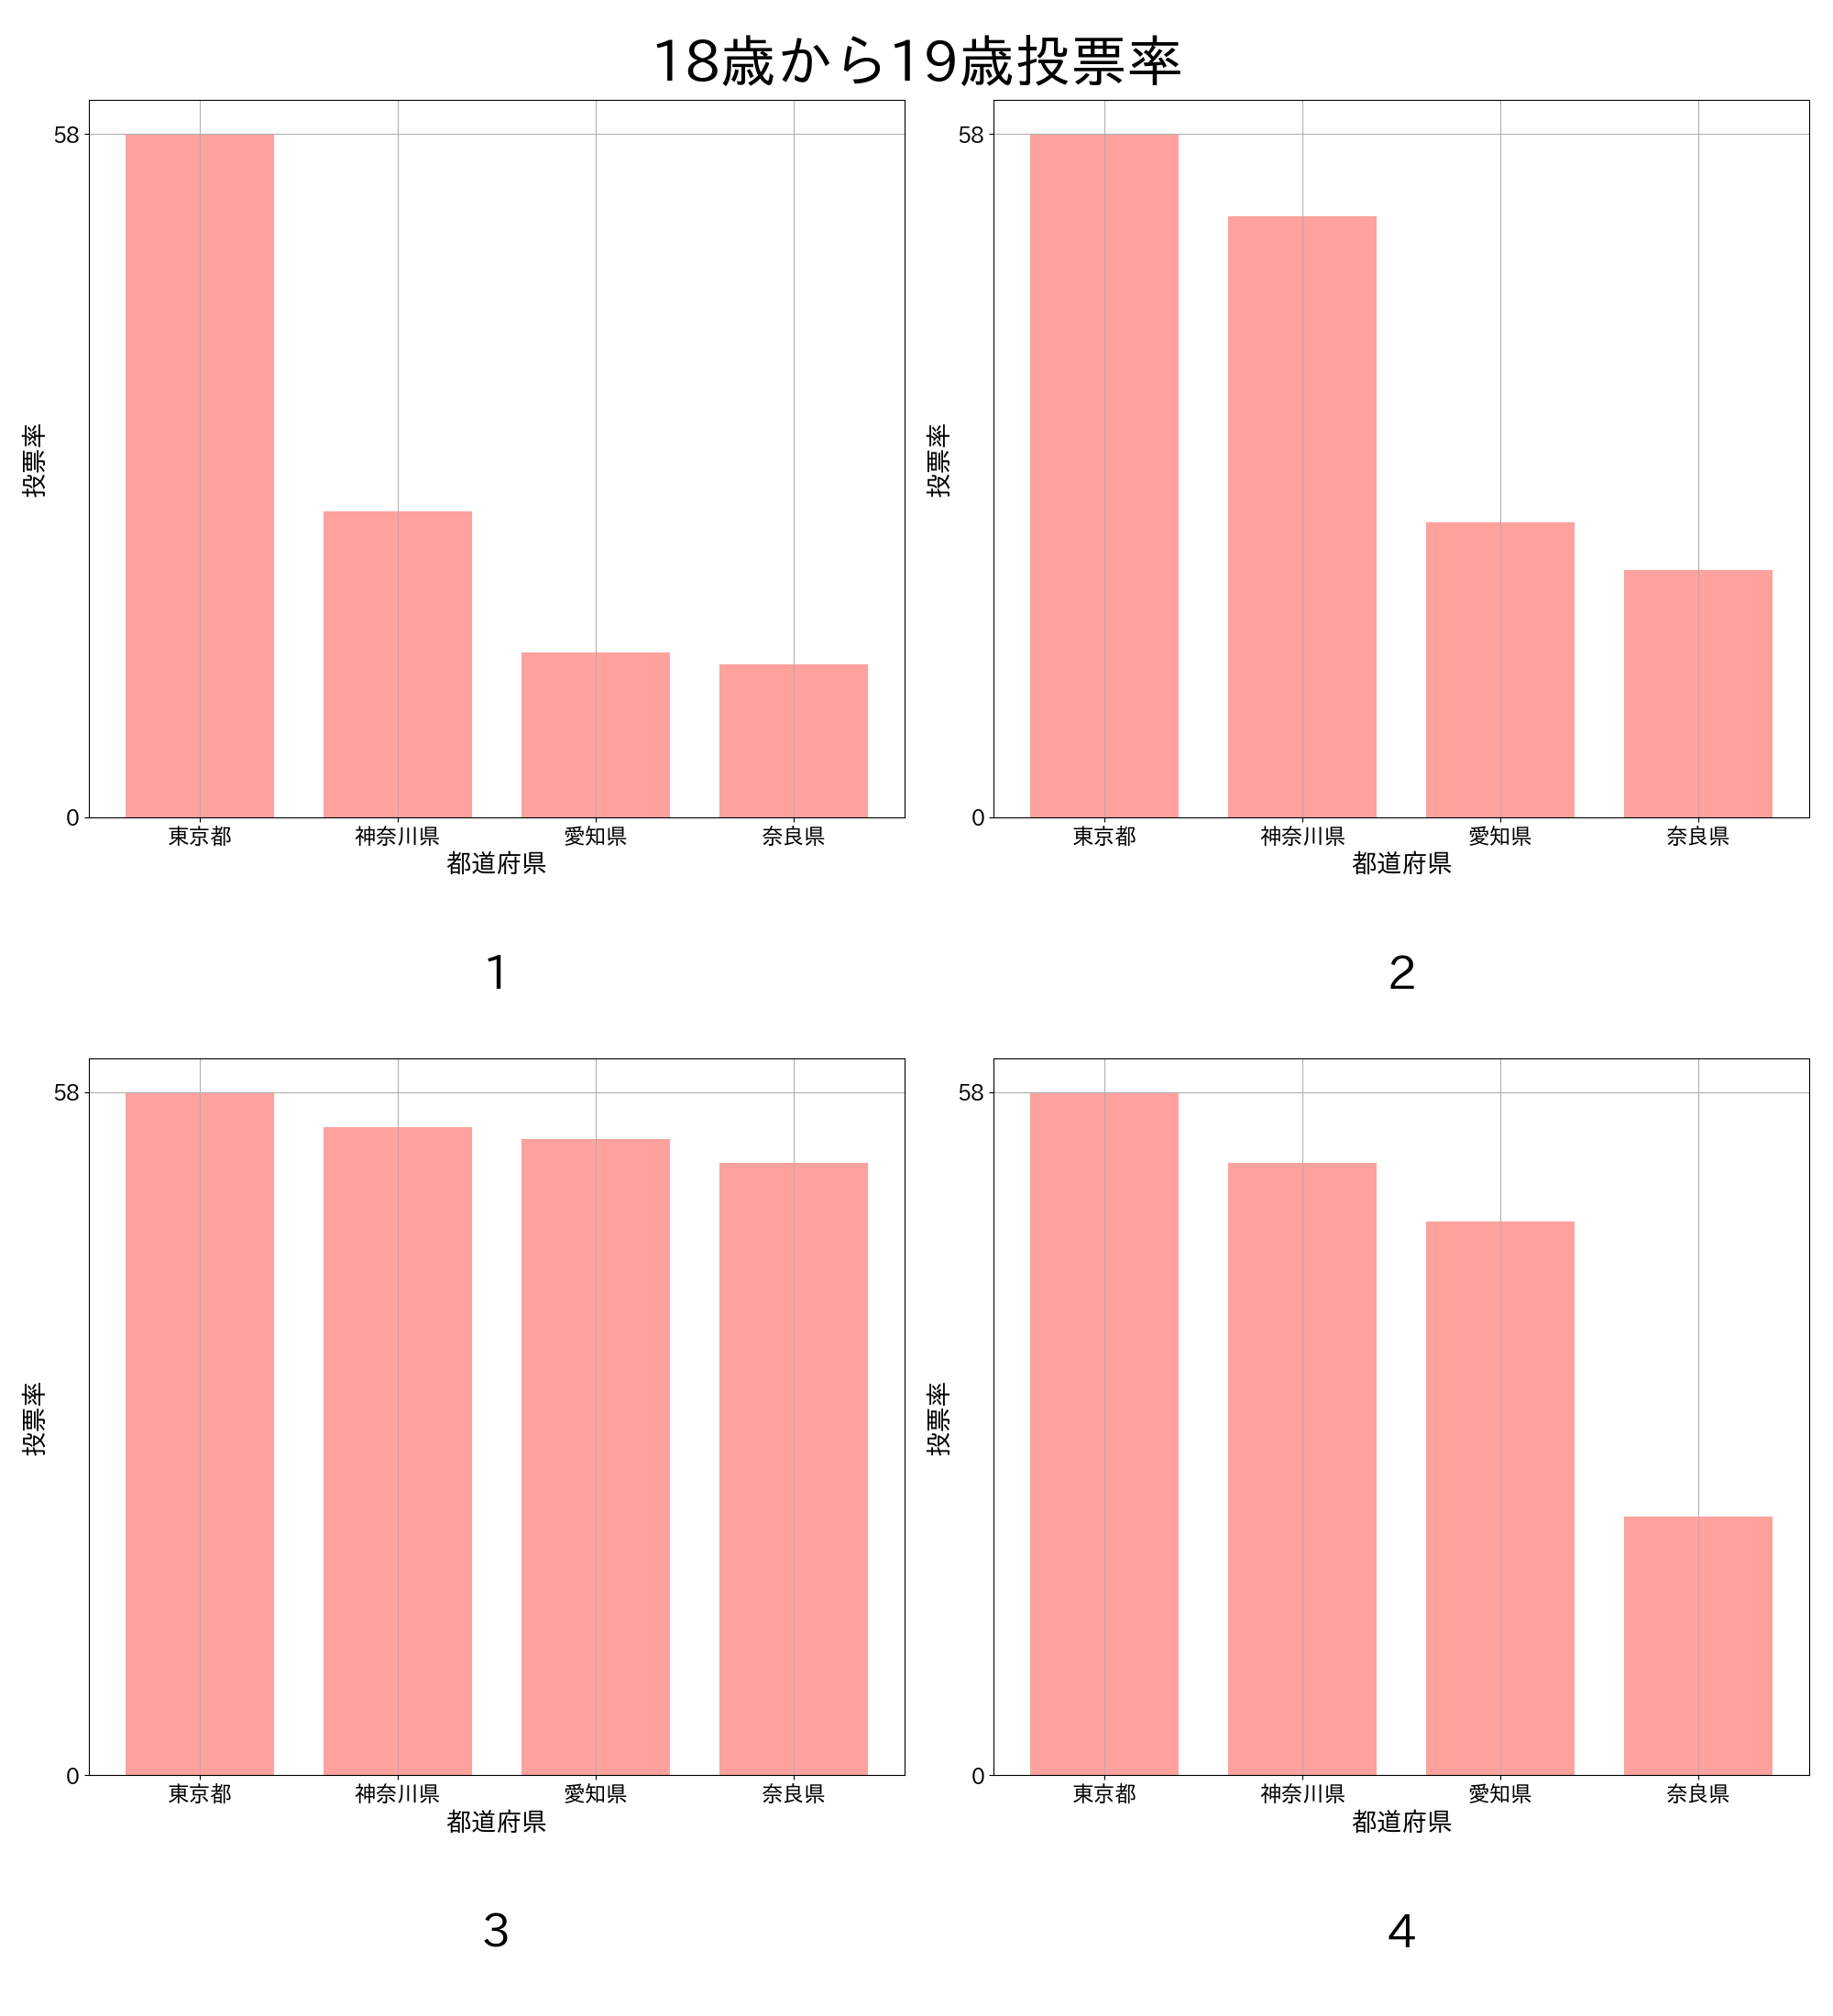 18歳から19歳投票率
58
0
投票率
東京都 神奈川県 愛知県 奈良県
都道府県
1
58
0
投票率
東京都 神奈川県 愛知県 奈良県
都道府県
2
58
0
投票率
東京都 神奈川県 愛知県 奈良県
都道府県
3
58
0
投票率
東京都 神奈川県 愛知県 奈良県
都道府県
4